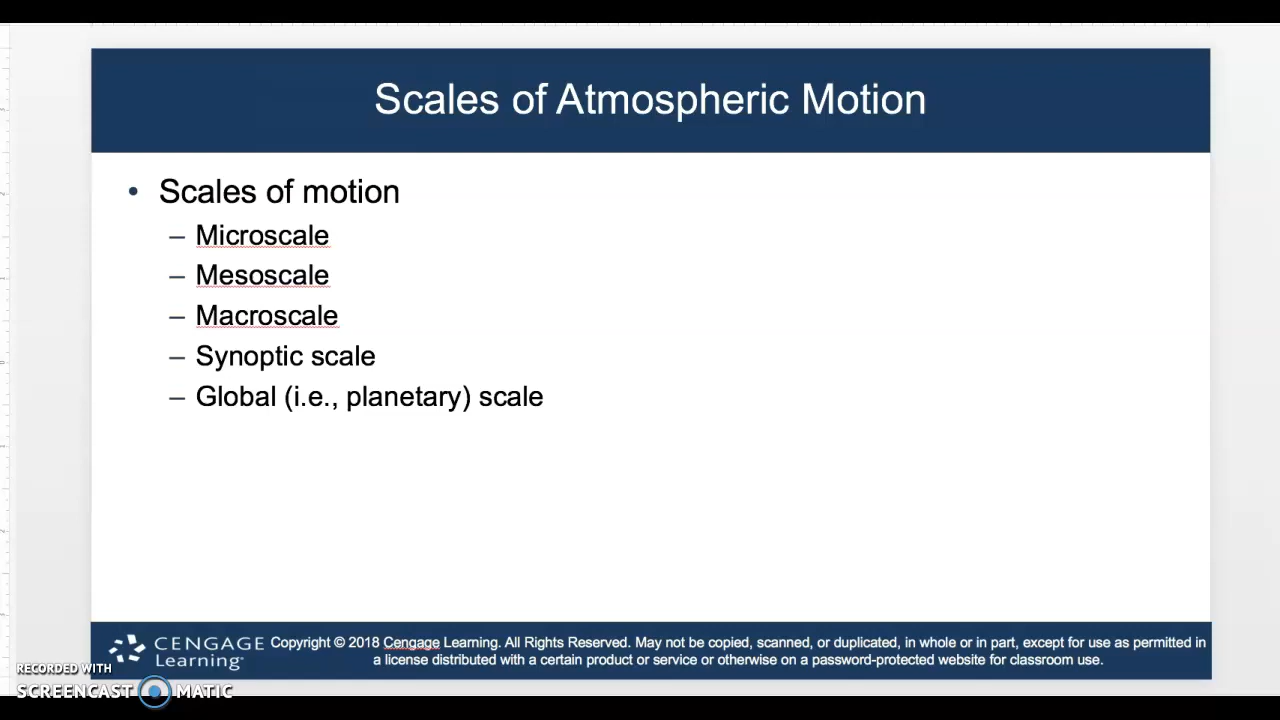 Scales of Atmospheric Motion
• Scales of motion
– Microscale
– Mesoscale
– Macroscale
– Synoptic scale
– Global (i.e., planetary) scale
CENGAGE
Learning
Copyright © 2018 Cengage Learning. All Rights Reserved. May not be copied, scanned, or duplicated, in whole or in part, except for use as permitted in
a license distributed with a certain product or service or otherwise on a password-protected website for classroom use.
RECORDED WITH
SCREENCAST MATIC